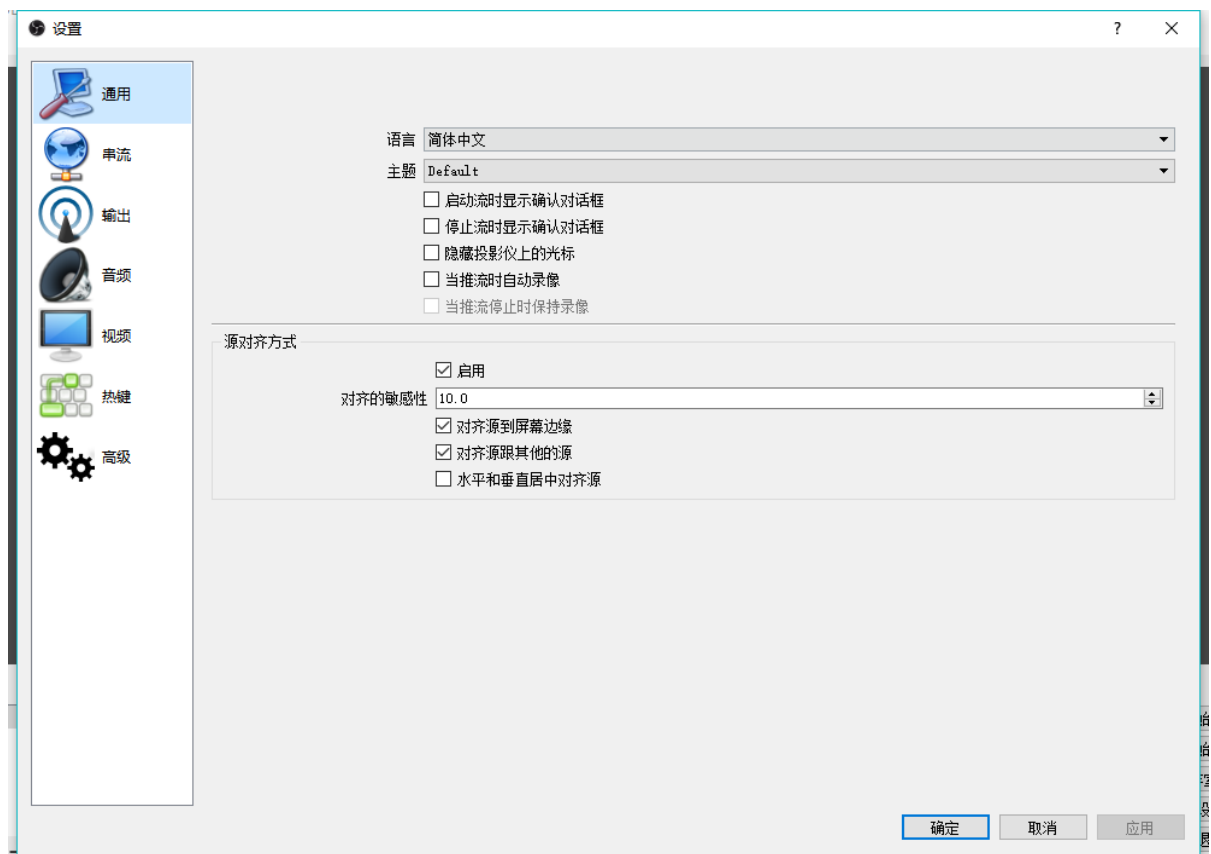 设置
通用
串流
输出
音频
视频
热键
高级
语言 简体中文
主题 Default
启动流时显示确认对话框
停止流时显示确认对话框
隐藏投影仪上的光标
当推流时自动录像
当推流停止时保持录像
源对齐方式
启用
对齐的敏感性 10.0
对齐源到屏幕边缘
对齐源跟其他的源
水平和垂直居中对齐源
确定 取消 应用